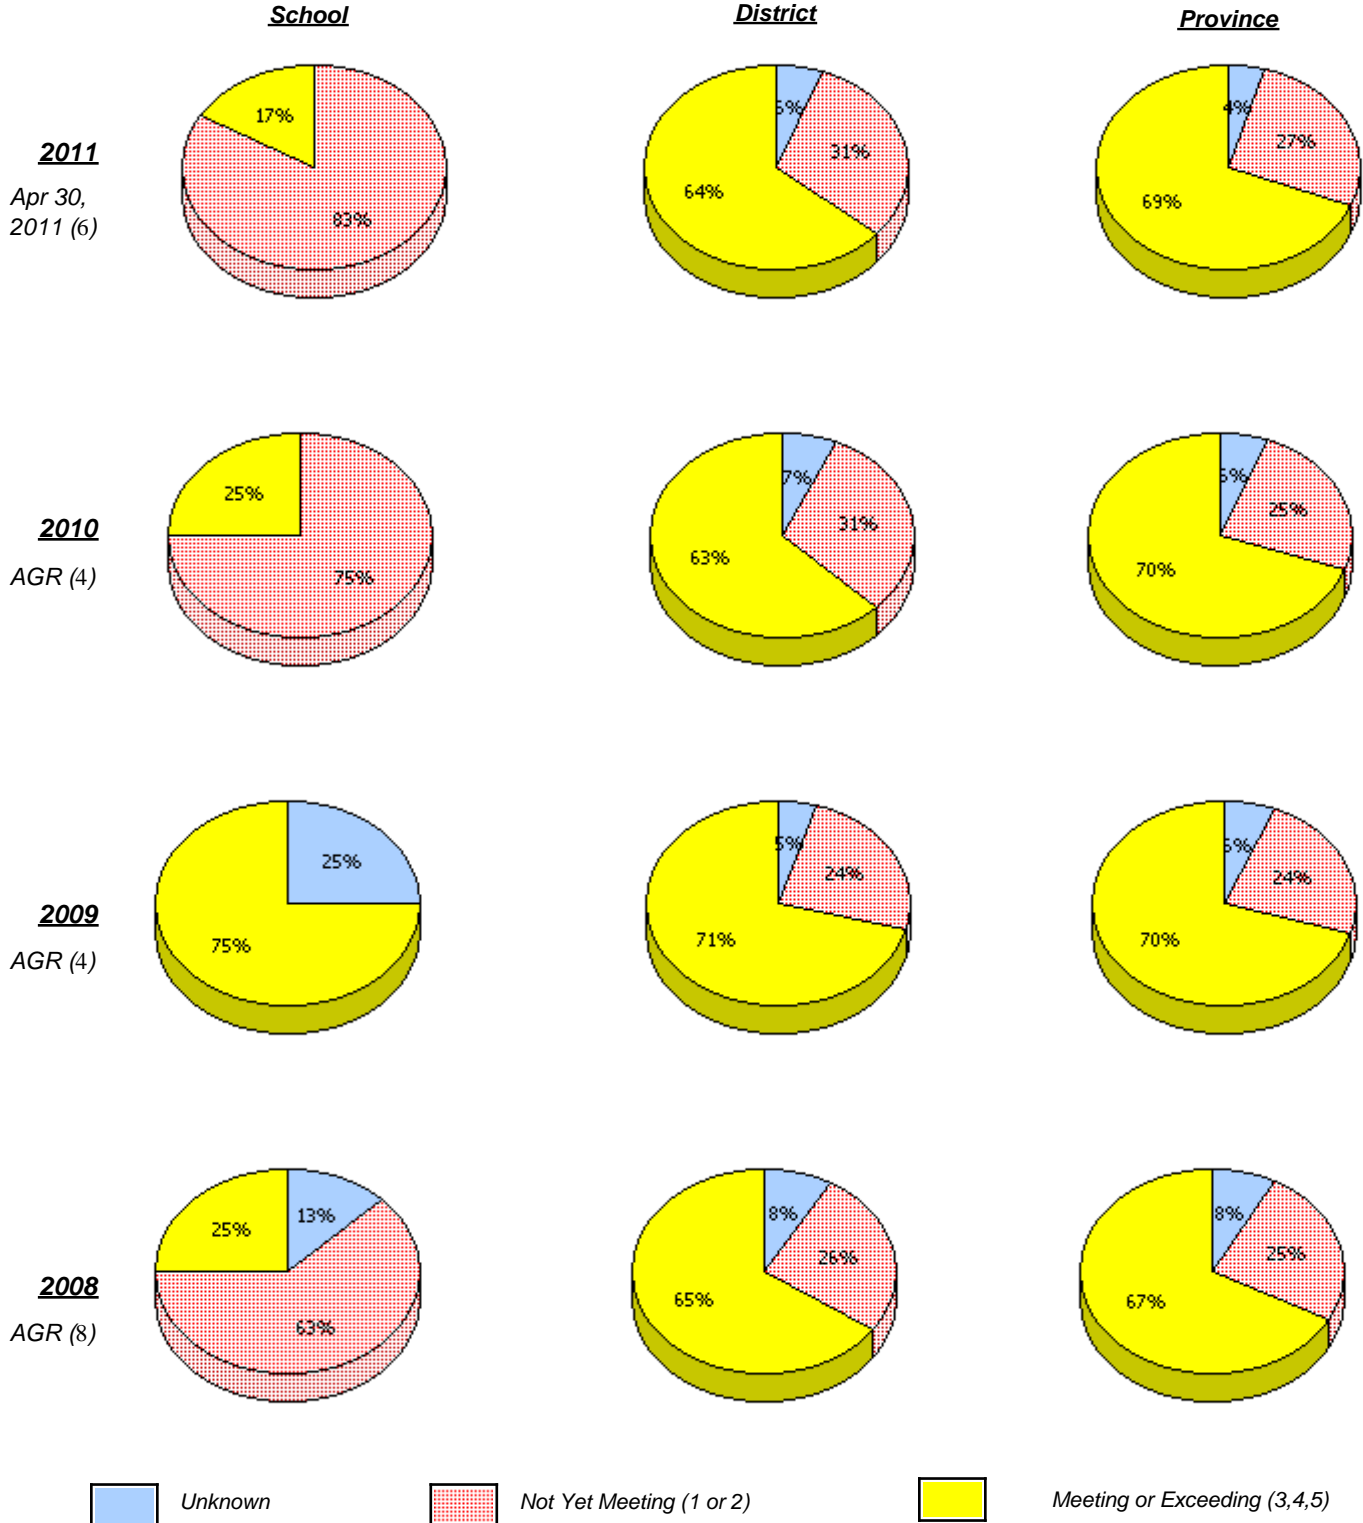 School District Province
17% 83%
31% 64%
4% 27% 69%
2011
Apr 30,
2011 (6)
25% 75%
7% 31% 63%
25% 70%
2010
AGR (4)
25% 75%
5% 24% 71%
24% 70%
2009
AGR (4)
13% 25% 63%
8% 26% 65%
8% 25% 67%
2008
AGR (8)
Unknown Not Yet Meeting (1 or 2) Meeting or Exceeding (3,4,5)